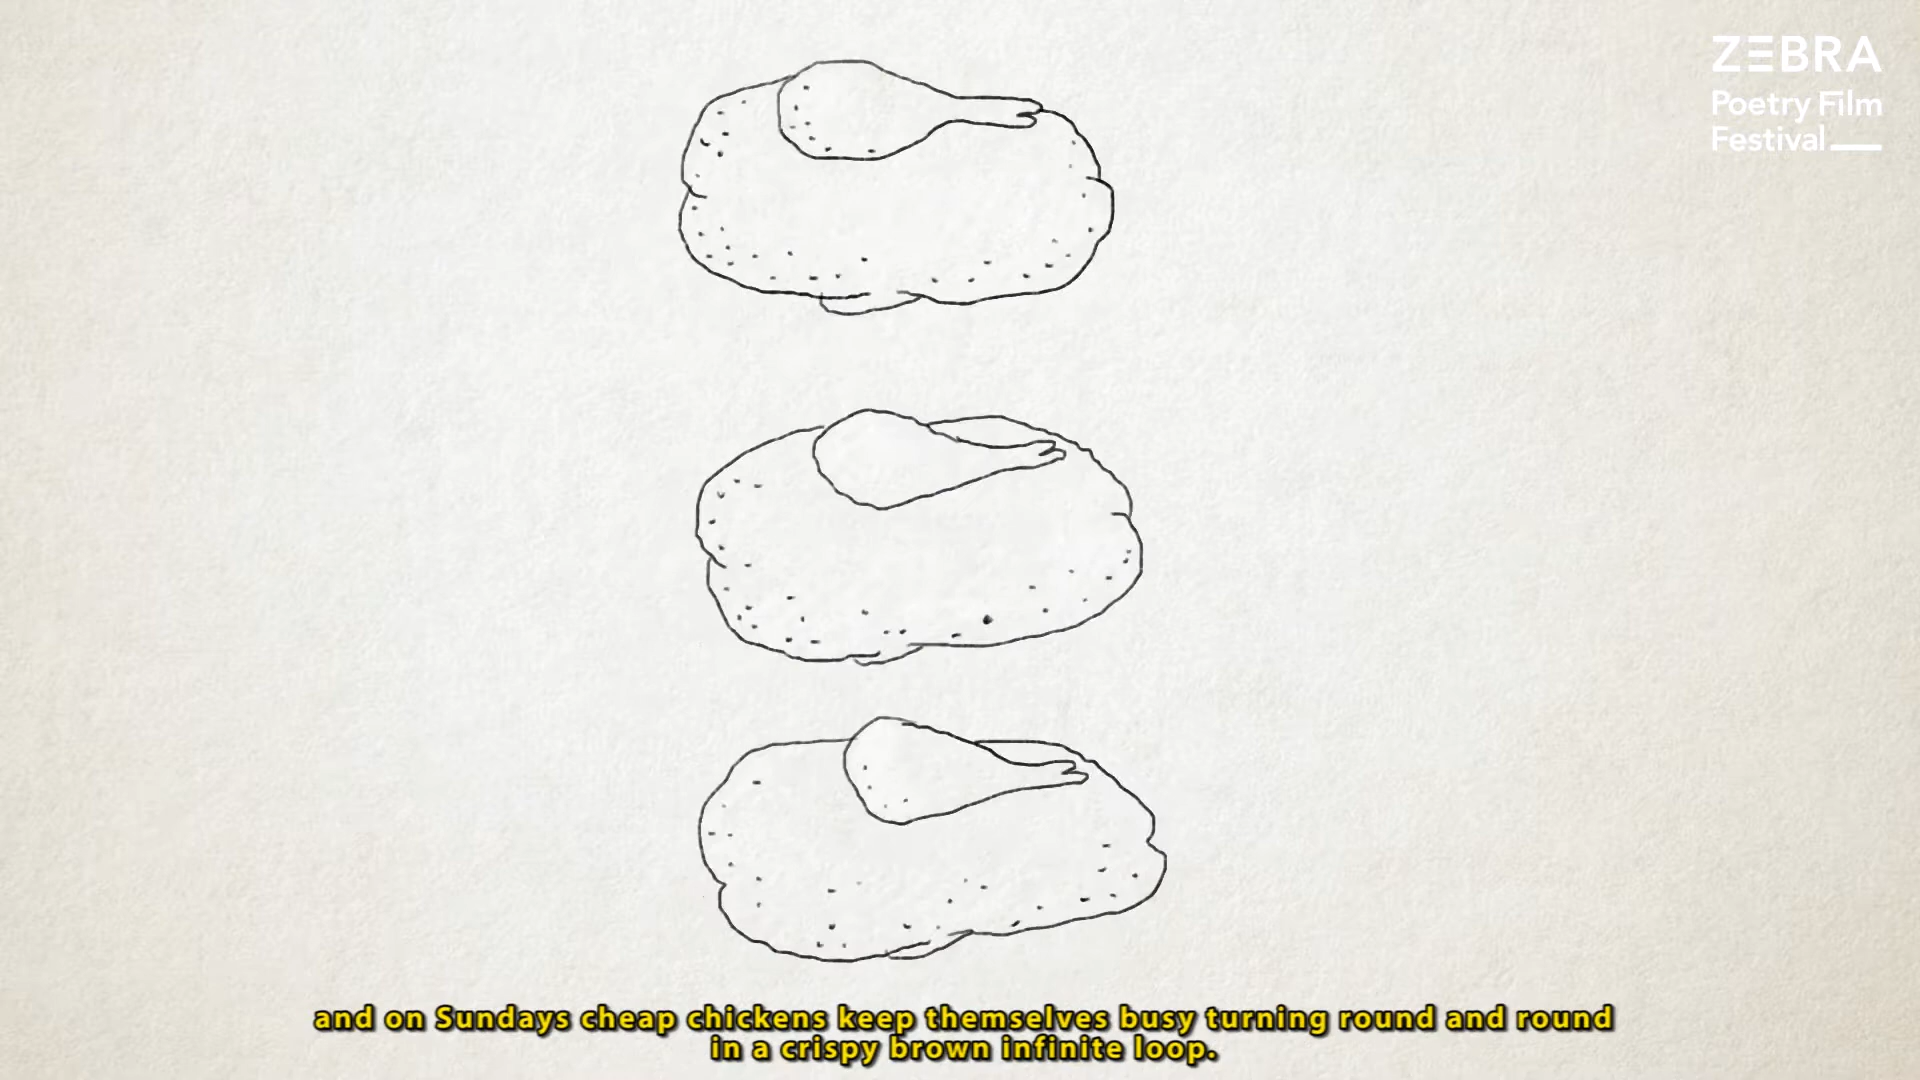 ZEBRA
Poetry Film
Festival
and on Sundays cheap chickens keep themselves busy turning round and round
in a crispy brown infinite loop.